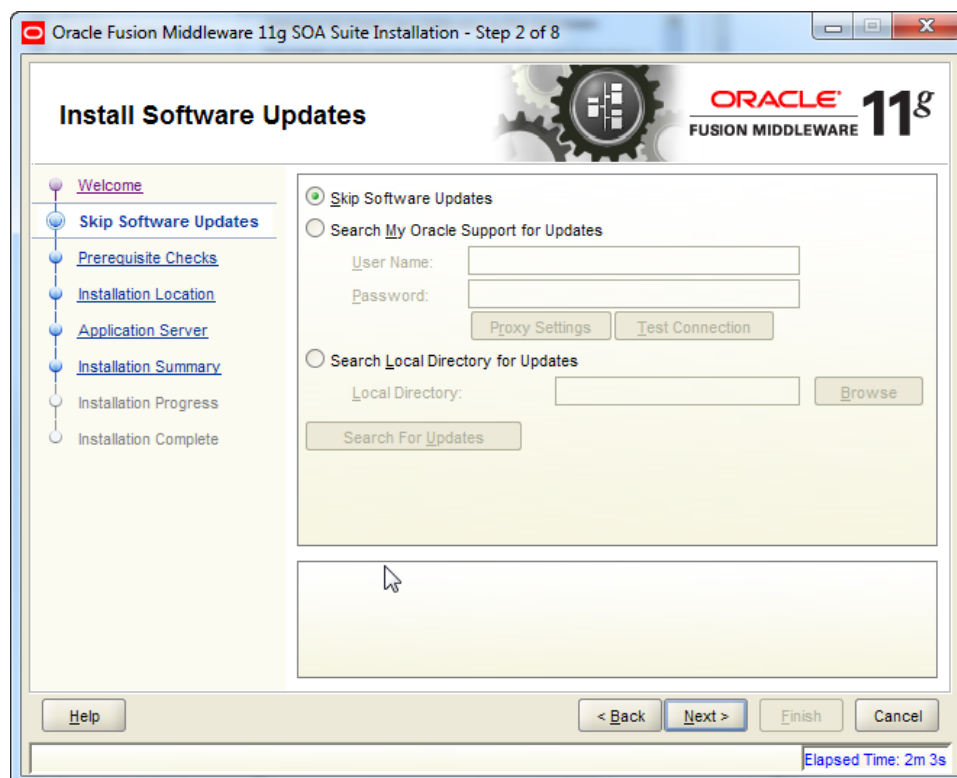 Oracle Fusion Middleware 11g SOA Suite Installation - Step 2 of 8
Install Software Updates
ORACLE 11g
FUSION MIDDLEWARE
Welcome
Skip Software Updates
Prerequisite Checks
Installation Location
Application Server
Installation Summary
Installation Progress
Installation Complete
Skip Software Updates
Search My Oracle Support for Updates
User Name:
Password:
Proxy Settings Test Connection
Search Local Directory for Updates
Local Directory: Browse
Search For Updates
Help < Back Next > Finish Cancel
Elapsed Time: 2m 3s